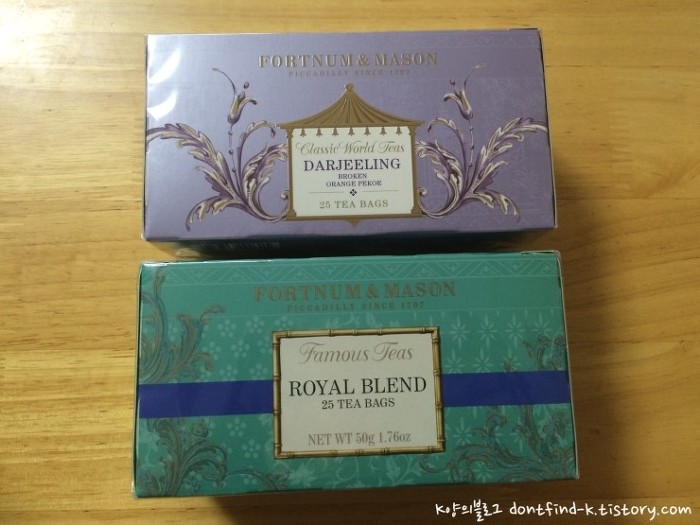 FORTNUM & MASON
PICCADILLY SINCE 1707
Classic World Teas
DARJEELING
BROKEN
ORANGE PEKOE
25 TEA BAGS
FORTNUM & MASON
PICCADILLY SINCE 1707
Famous Teas
ROYAL BLEND
25 TEA BAGS
NET WT 50g 1.76oz
K양의블로그 dontfind-k.tistory.com